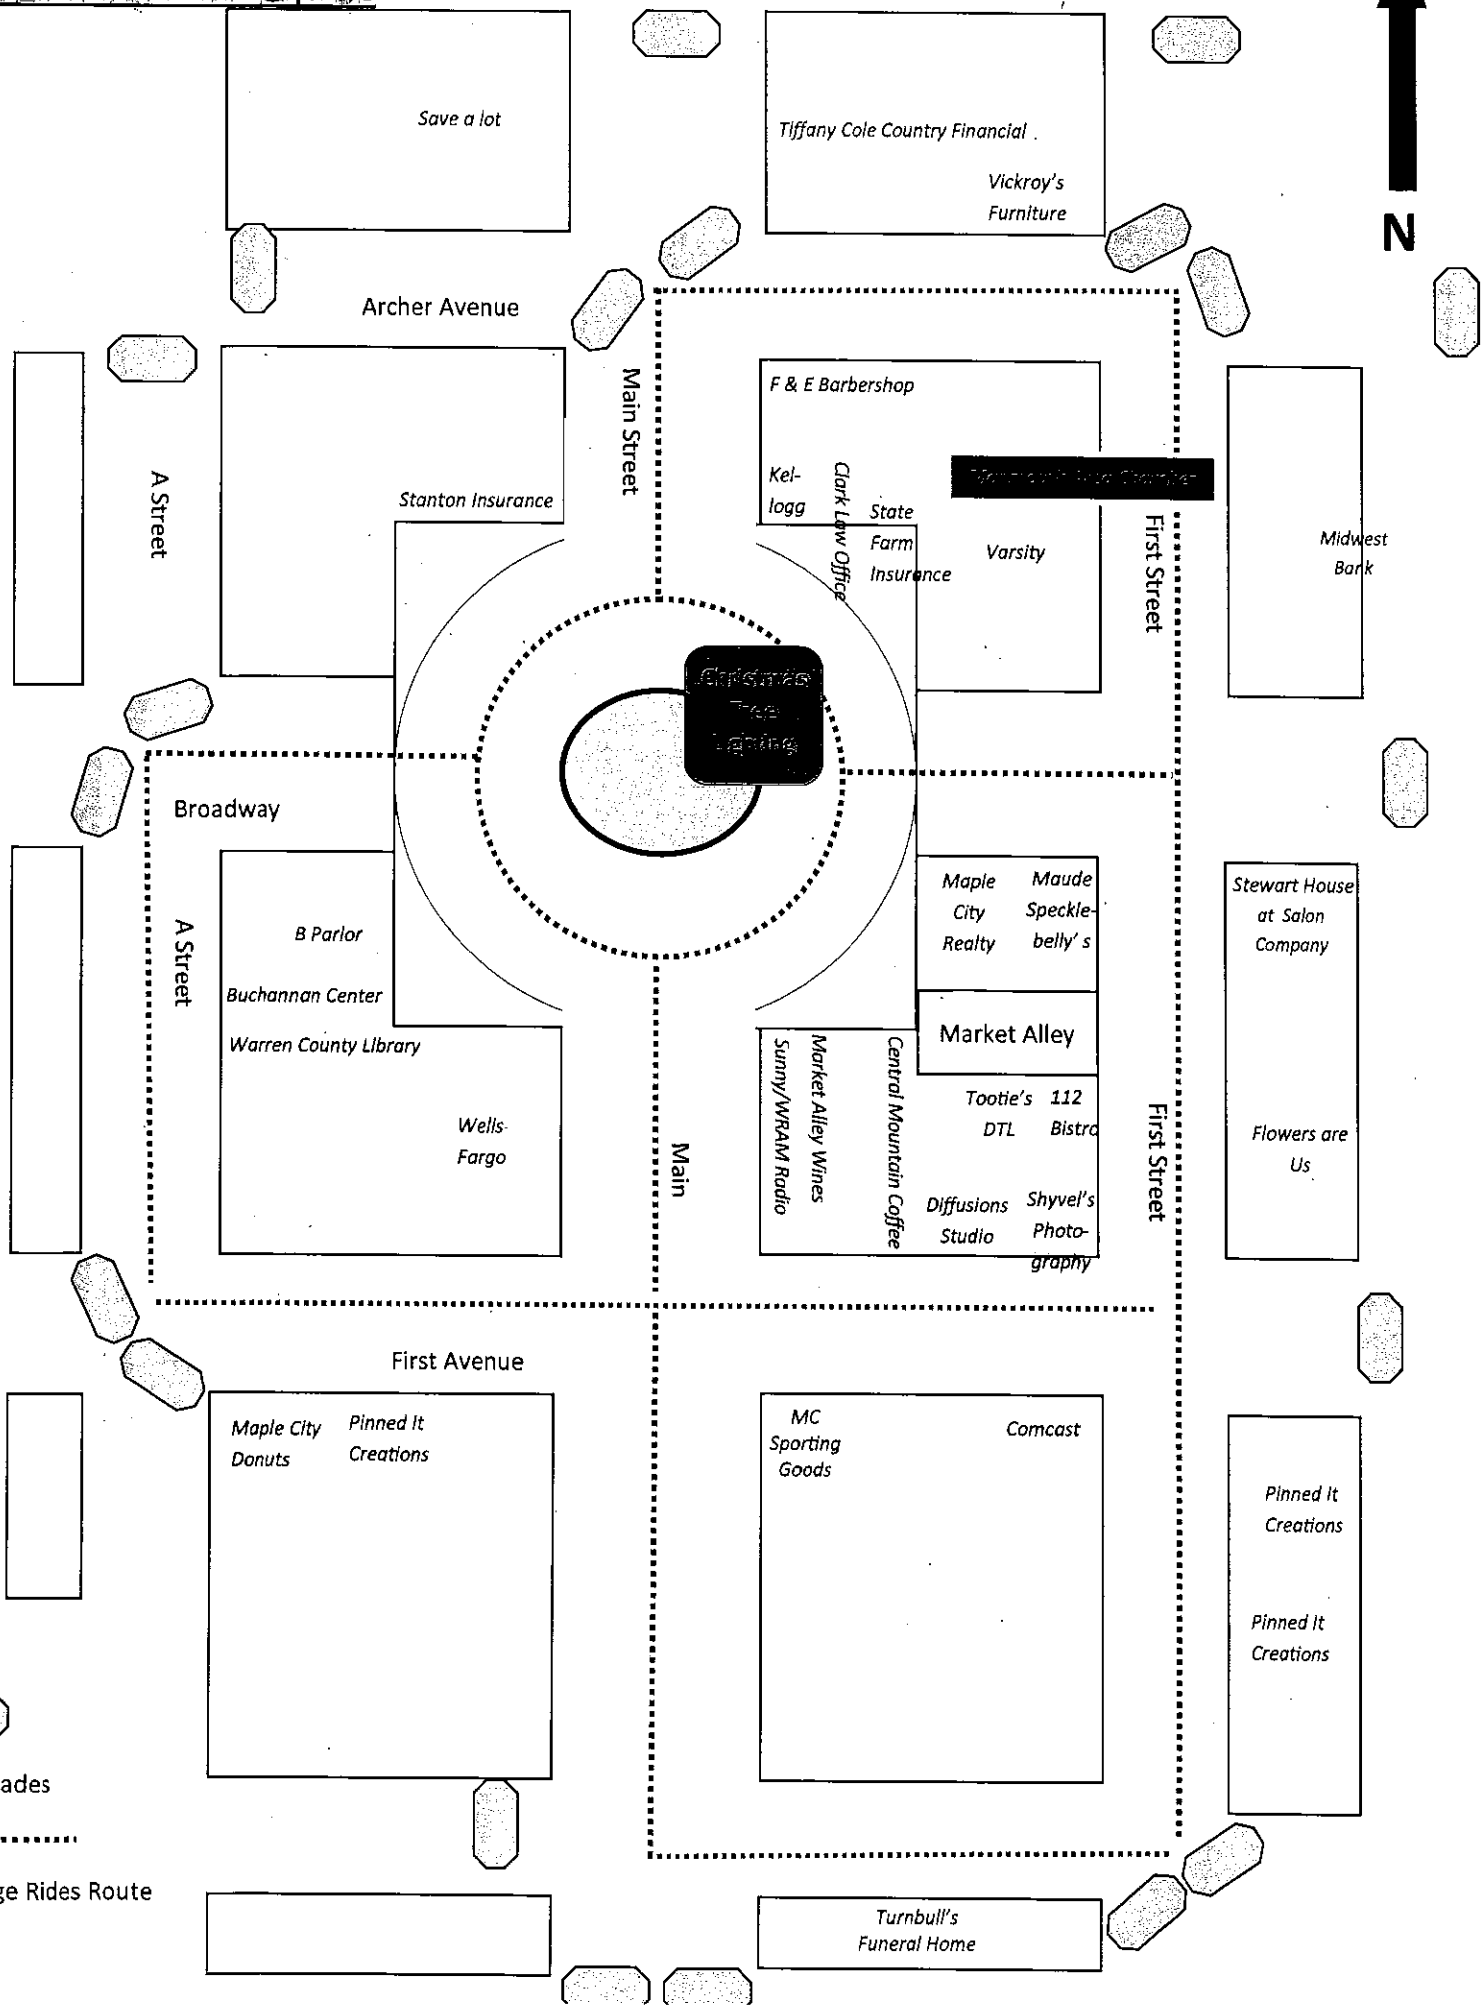 Save a lot
Tiffany Cole Country Financial
Vickroy's
Furniture
N
Archer Avenue
Main Street
F & E Barbershop
A Street
Stanton Insurance
Kel-
logg
Clark Law Office
State
Farm
Insurance
Varsity
First Street
Midwest
Bank
Christmas
Tree
Lighting
Broadway
A Street
B Parlor
Buchannan Center
Warren County Library
Wells-
Fargo
Maple
City
Realty
Maude
Speckle-
belly's
Stewart House
at Salon
Company
Market Alley
Sunny/WRAM Radio
Market Alley Wines
Central Mountain Coffee
Tootie's
DTL
112
Bistro
Diffusions
Studio
Shyvel's
Photo-
graphy
Main
First Street
Flowers are
Us
First Avenue
Maple City
Donuts
Pinned It
Creations
MC
Sporting
Goods
Comcast
Pinned It
Creations
Pinned It
Creations
ades
ge Rides Route
Turnbull's
Funeral Home